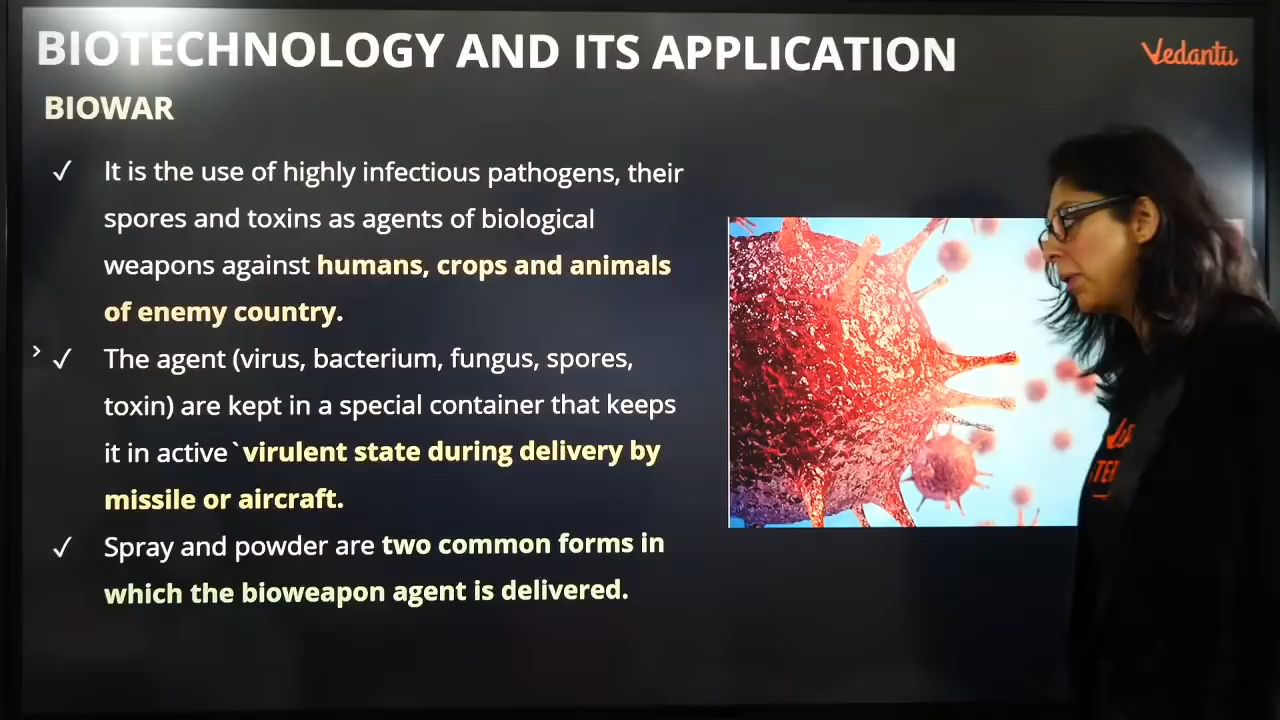 BIOTECHNOLOGY AND ITS APPLICATION
Vedantu
BIOWAR
✓ It is the use of highly infectious pathogens, their
spores and toxins as agents of biological
weapons against humans, crops and animals
of enemy country.
✓ The agent (virus, bacterium, fungus, spores,
toxin) are kept in a special container that keeps
it in active `virulent state during delivery by
missile or aircraft.
✓ Spray and powder are two common forms in
which the bioweapon agent is delivered.